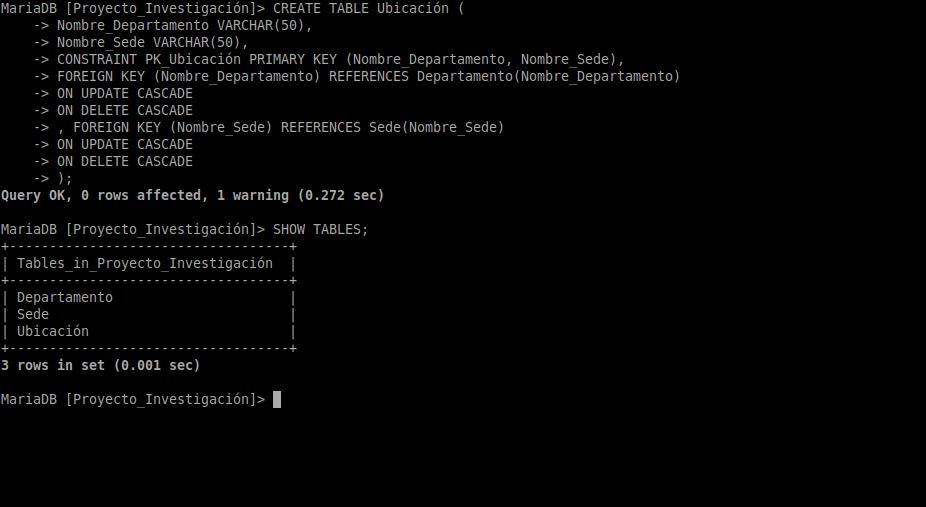 MariaDB [Proyecto_Investigación]> CREATE TABLE Ubicación (
    -> Nombre_Departamento VARCHAR(50),
    -> Nombre_Sede VARCHAR(50),
    -> CONSTRAINT PK_Ubicación PRIMARY KEY (Nombre_Departamento, Nombre_Sede),
    -> FOREIGN KEY (Nombre_Departamento) REFERENCES Departamento(Nombre_Departamento)
    -> ON UPDATE CASCADE
    -> ON DELETE CASCADE
    -> , FOREIGN KEY (Nombre_Sede) REFERENCES Sede(Nombre_Sede)
    -> ON UPDATE CASCADE
    -> ON DELETE CASCADE
    -> );
Query OK, 0 rows affected, 1 warning (0.272 sec)

MariaDB [Proyecto_Investigación]> SHOW TABLES;
+-----------------------------------+
| Tables_in_Proyecto_Investigación  |
+-----------------------------------+
| Departamento                      |
| Sede                              |
| Ubicación                         |
+-----------------------------------+
3 rows in set (0.001 sec)

MariaDB [Proyecto_Investigación]>